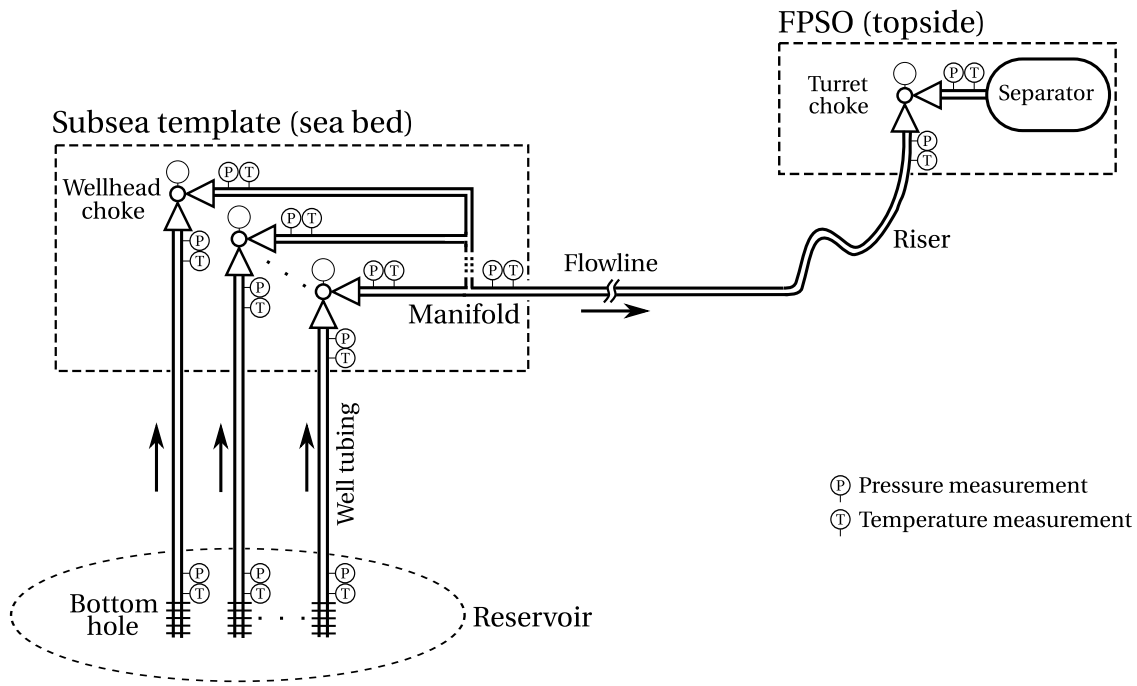 FPSO (topside)
Turret
choke
P T
Separator
P
T
Riser
Subsea template (sea bed)
Wellhead
choke
P T
P T
P
T
P T
P T
P
T
P
T
Manifold
Flowline
Well tubing
P Pressure measurement
T Temperature measurement
P
T
P
T
P
T
Bottom
hole
Reservoir